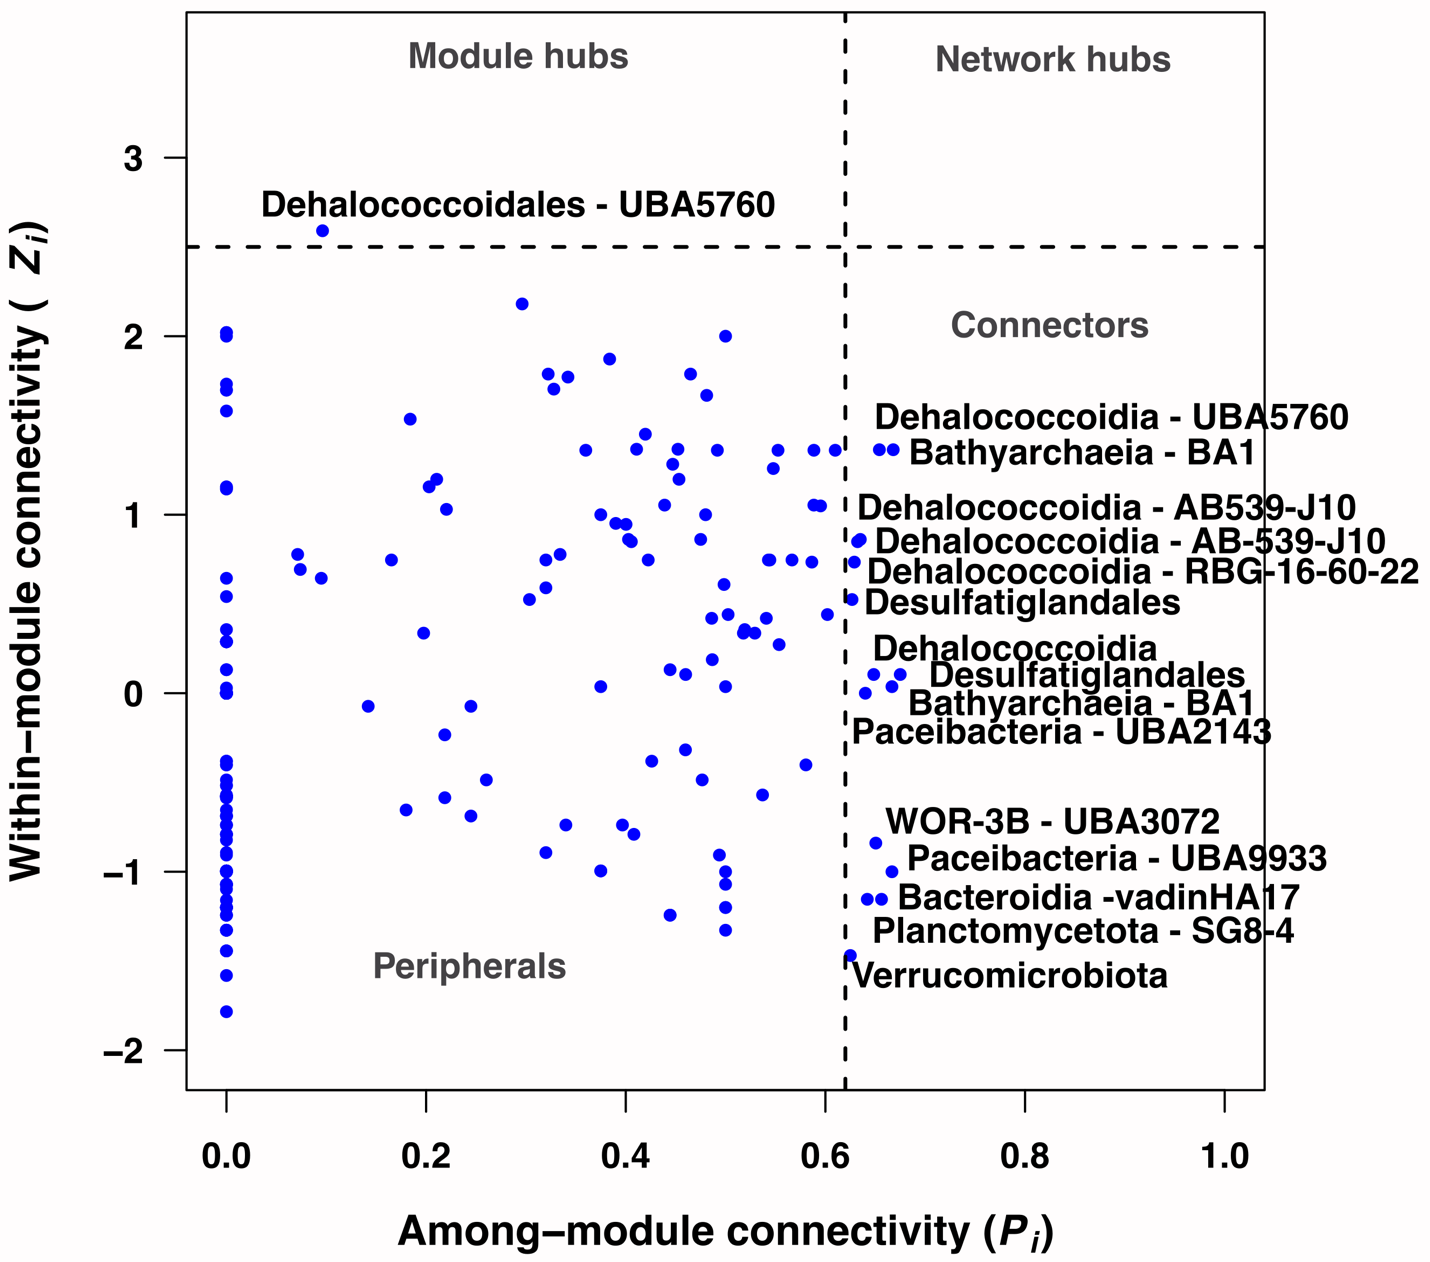 Module hubs
Network hubs
3
Dehalococcoidales - UBA5760
2
Connectors
Dehalococcoidia - UBA5760
Bathyarchaeia - BA1
1
Dehalococcoidia - AB539-J10
Dehalococcoidia - AB-539-J10
Dehalococcoidia - RBG-16-60-22
Desulfatiglandales
Dehalococcoidia
Desulfatiglandales
0
Bathyarchaeia - BA1
Paceibacteria - UBA2143
WOR-3B - UBA3072
Paceibacteria - UBA9933
−1
Bacteroidia -vadinHA17
Planctomycetota - SG8-4
Peripherals
Verrucomicrobiota
−2
0.0 0.2 0.4 0.6 0.8 1.0
Among−module connectivity (Pi)
Within−module connectivity ( Zi)